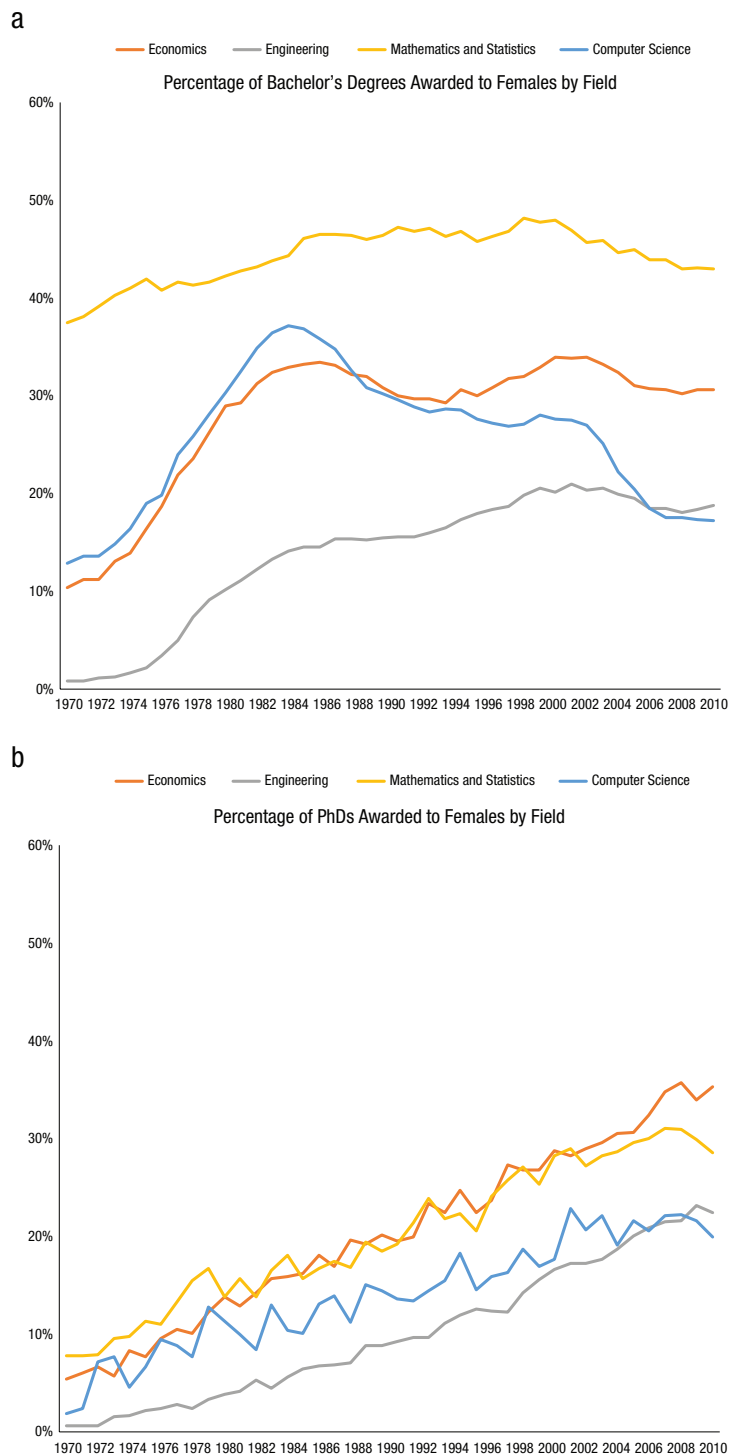 a
Economics Engineering Mathematics and Statistics Computer Science
Percentage of Bachelor’s Degrees Awarded to Females by Field
60%
50%
40%
30%
20%
10%
0%
1970 1972 1974 1976 1978 1980 1982 1984 1986 1988 1990 1992 1994 1996 1998 2000 2002 2004 2006 2008 2010
b
Economics Engineering Mathematics and Statistics Computer Science
Percentage of PhDs Awarded to Females by Field
60%
50%
40%
30%
20%
10%
0%
1970 1972 1974 1976 1978 1980 1982 1984 1986 1988 1990 1992 1994 1996 1998 2000 2002 2004 2006 2008 2010